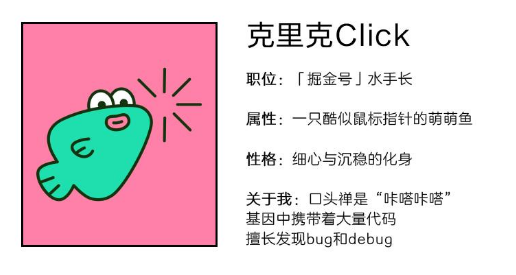 克里克Click
职位：「掘金号」水手长
属性：一只酷似鼠标指针的萌萌鱼
性格：细心与沉稳的化身
关于我：口头禅是“咔嗒咔嗒”
基因中携带着大量代码
擅长发现bug和debug